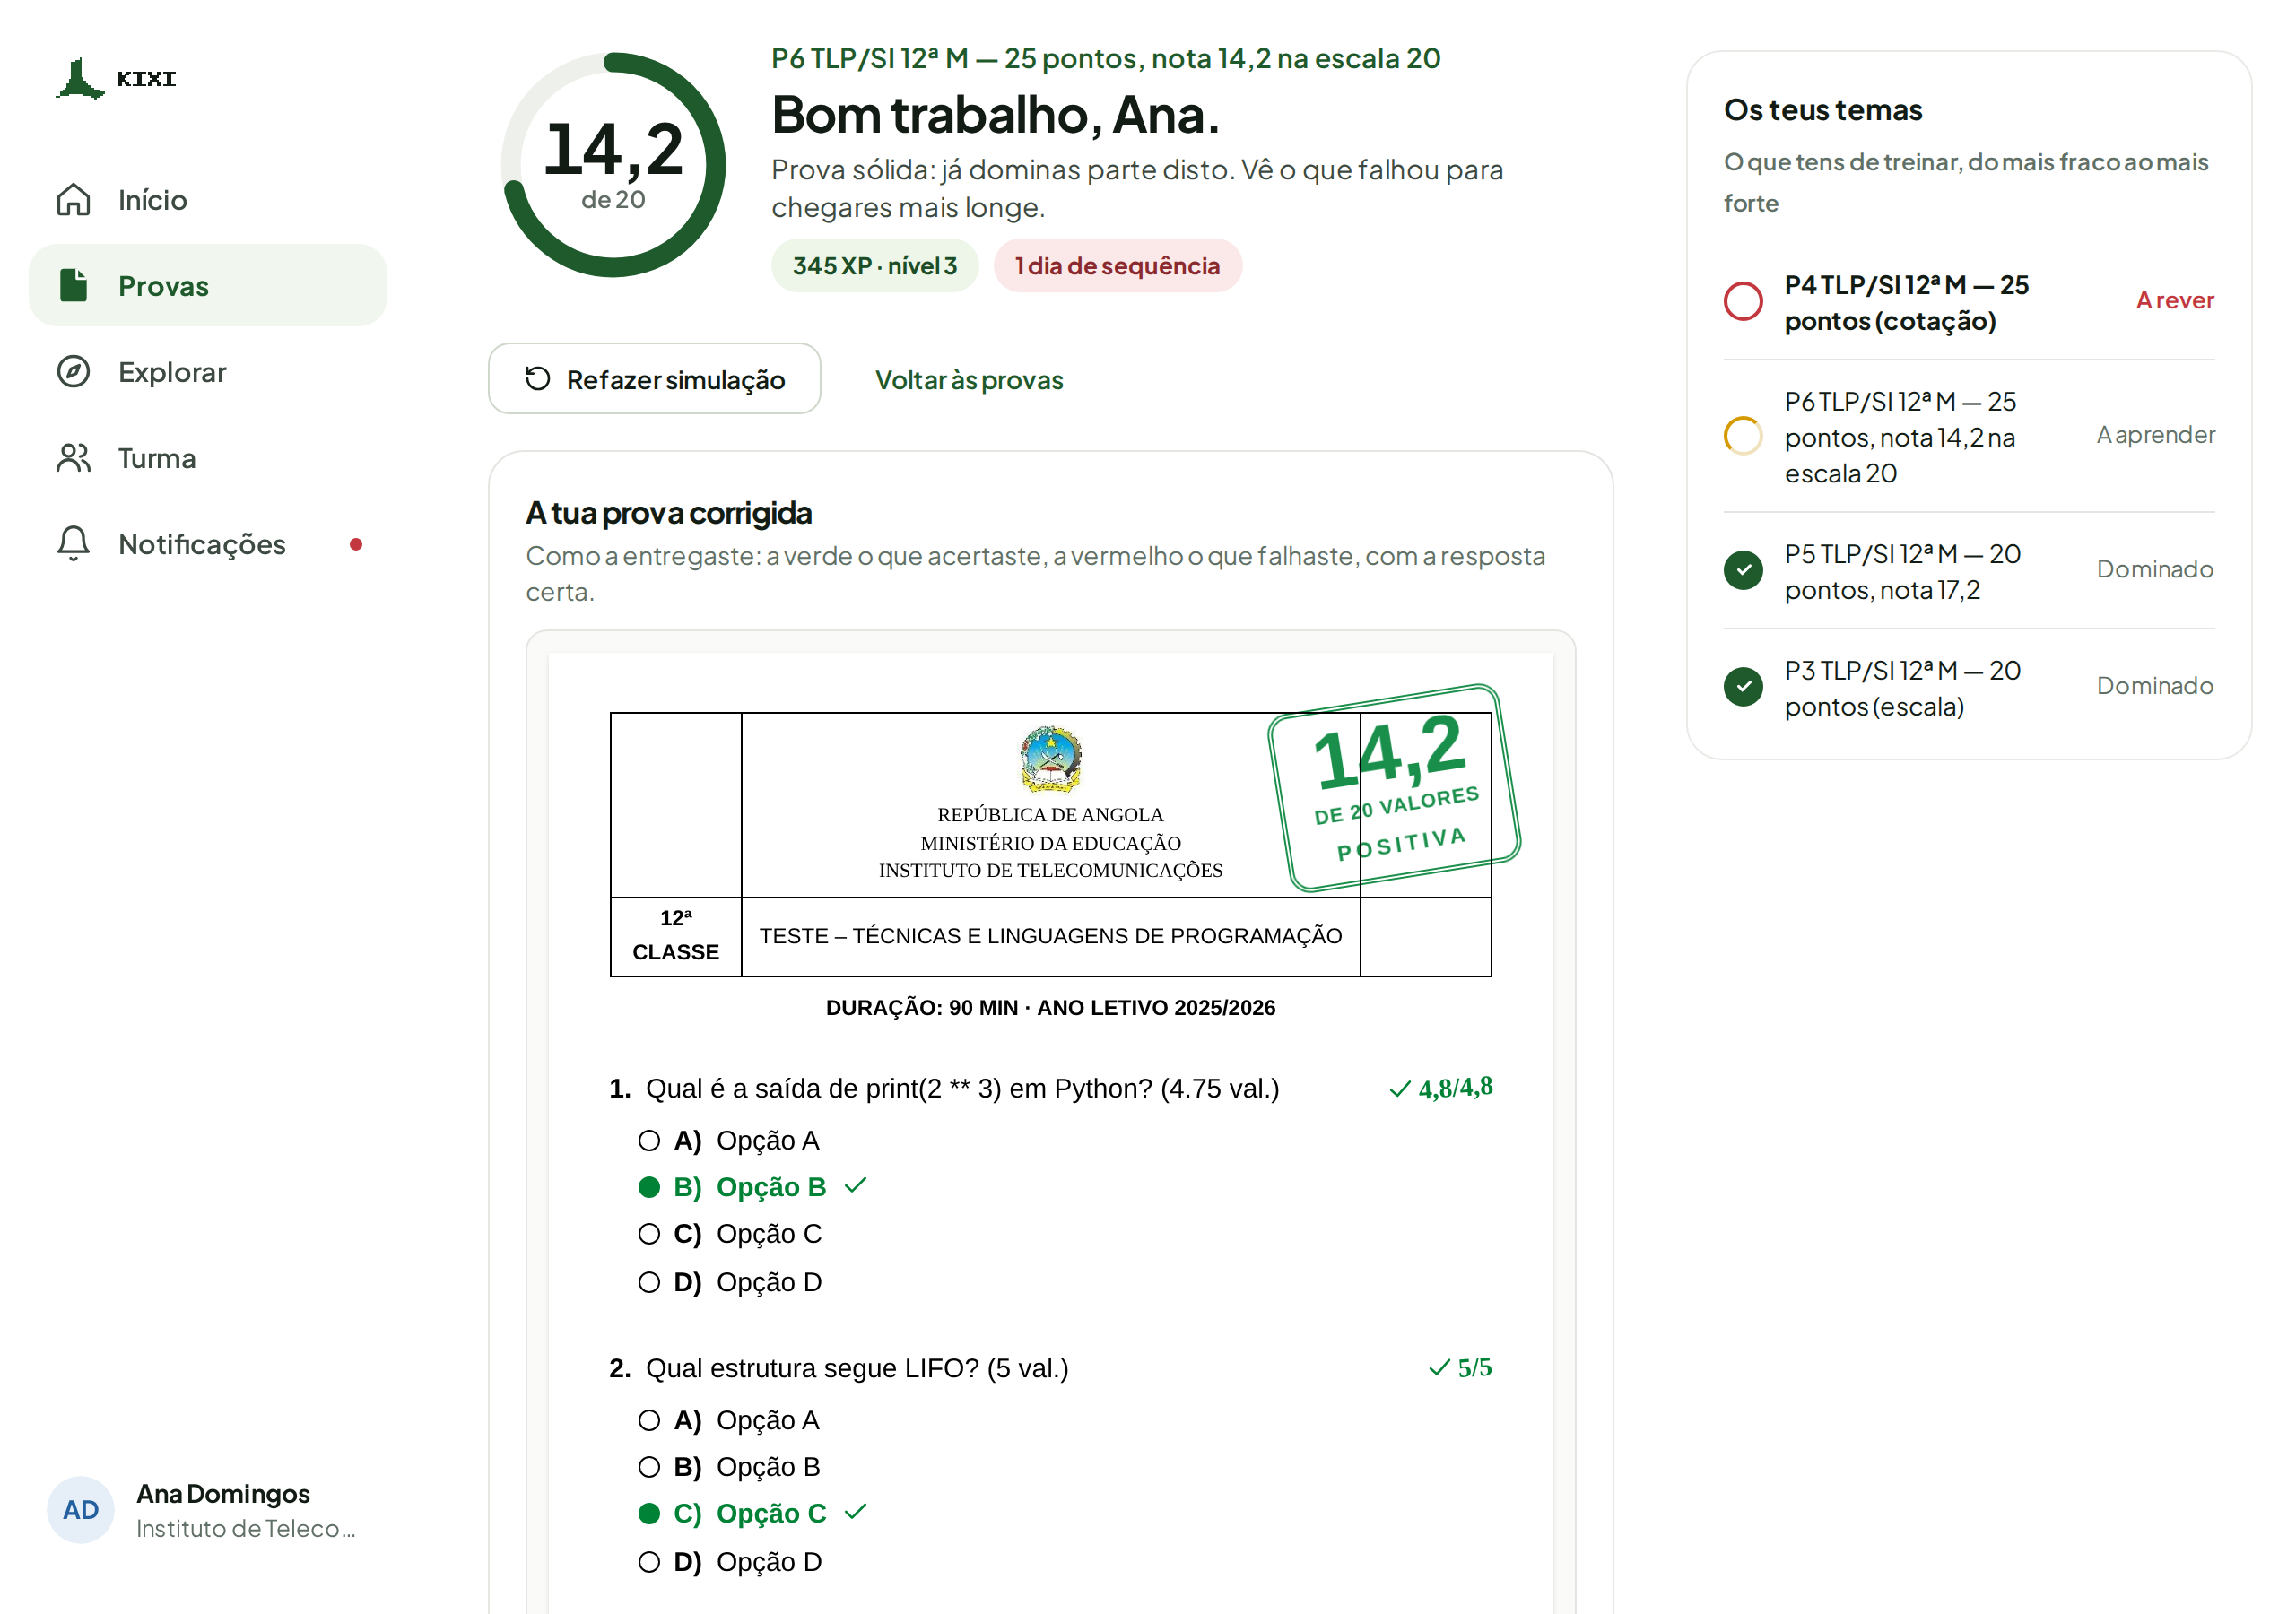 KIXI
Início
Provas
Explorar
Turma
Notificações
AD
Ana Domingos
Instituto de Teleco...
14,2
de 20
P6 TLP/SI 12ª M — 25 pontos, nota 14,2 na escala 20
Bom trabalho, Ana.
Prova sólida: já dominas parte disto. Vê o que falhou para
chegares mais longe.
345 XP · nível 3
1 dia de sequência
Refazer simulação
Voltar às provas
A tua prova corrigida
Como a entregaste: a verde o que acertaste, a vermelho o que falhaste, com a resposta
certa.
REPÚBLICA DE ANGOLA
MINISTÉRIO DA EDUCAÇÃO
INSTITUTO DE TELECOMUNICAÇÕES
14,2
DE 20 VALORES
POSITIVA
12ª
CLASSE
TESTE – TÉCNICAS E LINGUAGENS DE PROGRAMAÇÃO
DURAÇÃO: 90 MIN · ANO LETIVO 2025/2026
1. Qual é a saída de print(2 ** 3) em Python? (4.75 val.) ✓ 4,8/4,8
A) Opção A
B) Opção B ✓
C) Opção C
D) Opção D
2. Qual estrutura segue LIFO? (5 val.) ✓ 5/5
A) Opção A
B) Opção B
C) Opção C ✓
D) Opção D
Os teus temas
O que tens de treinar, do mais fraco ao mais
forte
P4 TLP/SI 12ª M — 25
pontos (cotação)
A rever
P6 TLP/SI 12ª M — 25
pontos, nota 14,2 na
escala 20
A aprender
P5 TLP/SI 12ª M — 20
pontos, nota 17,2
Dominado
P3 TLP/SI 12ª M — 20
pontos (escala)
Dominado